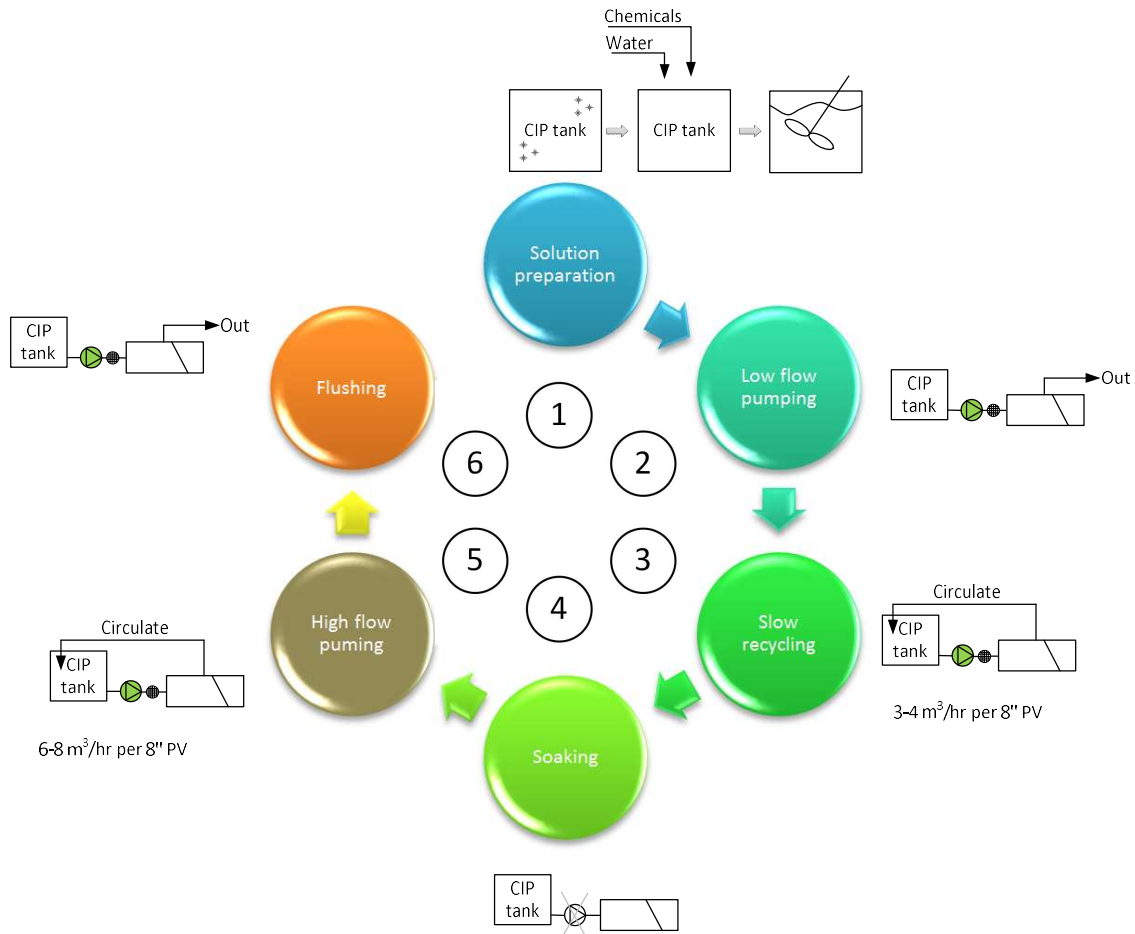 Chemicals
Water
CIP tank
CIP tank
Solution
preparation
CIP
tank
Out
Flushing
Low flow
pumping
CIP
tank
Out
1
6
2
5
3
4
High flow
puming
Slow
recycling
Circulate
CIP
tank
6-8 m³/hr per 8" PV
Circulate
CIP
tank
3-4 m³/hr per 8" PV
Soaking
CIP
tank